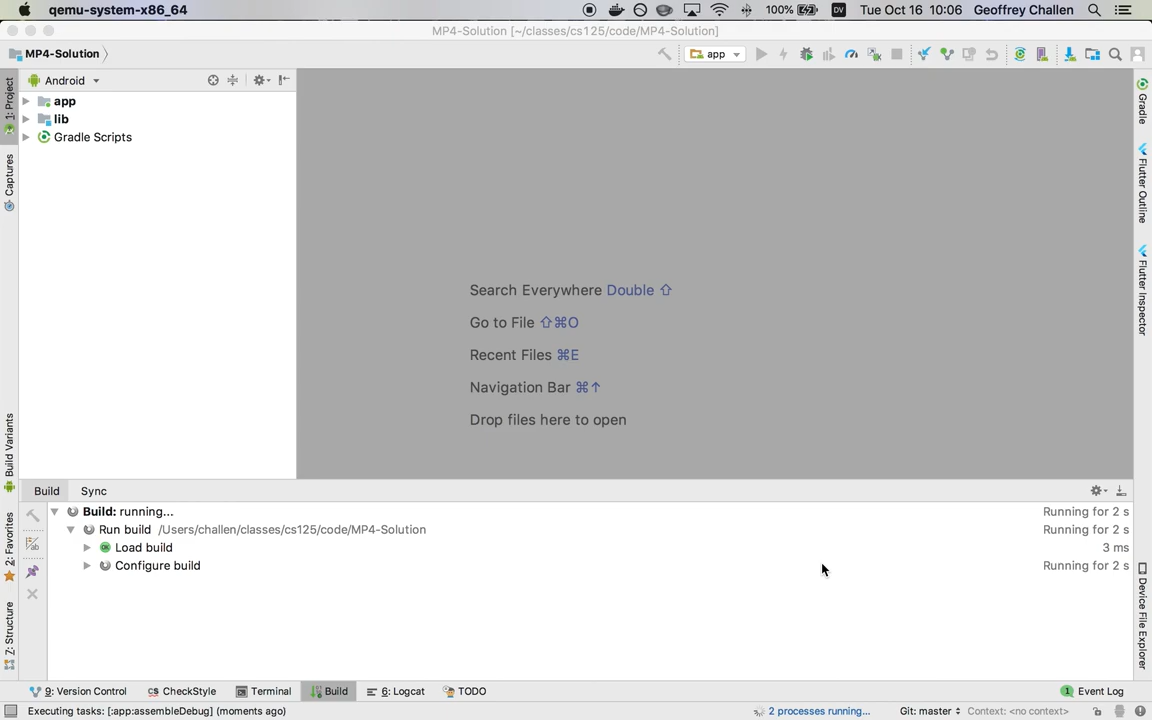 qemu-system-x86_64 100% DV Tue Oct 16 10:06 Geoffrey Challen
MP4-Solution [~/classes/cs125/code/MP4-Solution]
MP4-Solution app
1: Project
Android
app
lib
Gradle Scripts
Captures
Build Variants
2: Favorites
Z: Structure
Search Everywhere Double ⇧
Go to File ⇧⌘O
Recent Files ⌘E
Navigation Bar ⌘↑
Drop files here to open
Gradle
Flutter Outline
Flutter Inspector
Device File Explorer
Build Sync
Build: running... Running for 2 s
Run build /Users/challen/classes/cs125/code/MP4-Solution Running for 2 s
OK Load build 3 ms
Configure build Running for 2 s
9: Version Control CS CheckStyle Terminal Build 6: Logcat TODO 1 Event Log
Executing tasks: [:app:assembleDebug] (moments ago) 2 processes running... Git: master Context: <no context>